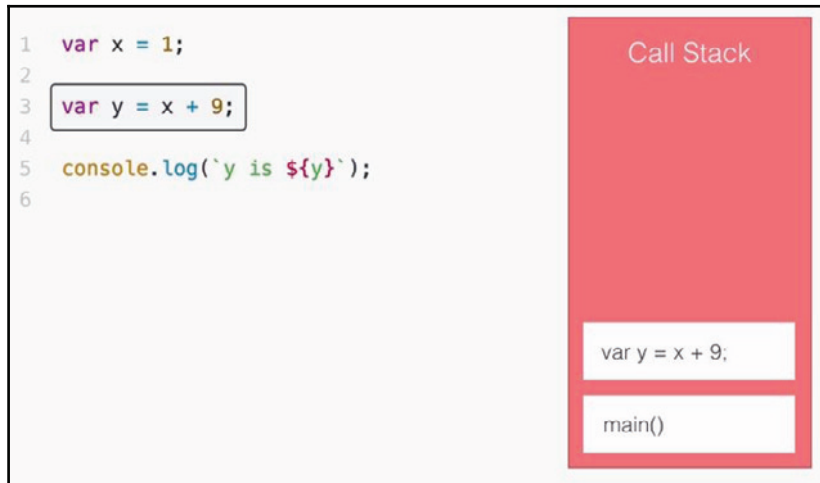 1 var x = 1;
2
3 var y = x + 9;
4
5 console.log(`y is ${y}`);
6
Call Stack
var y = x + 9;
main()